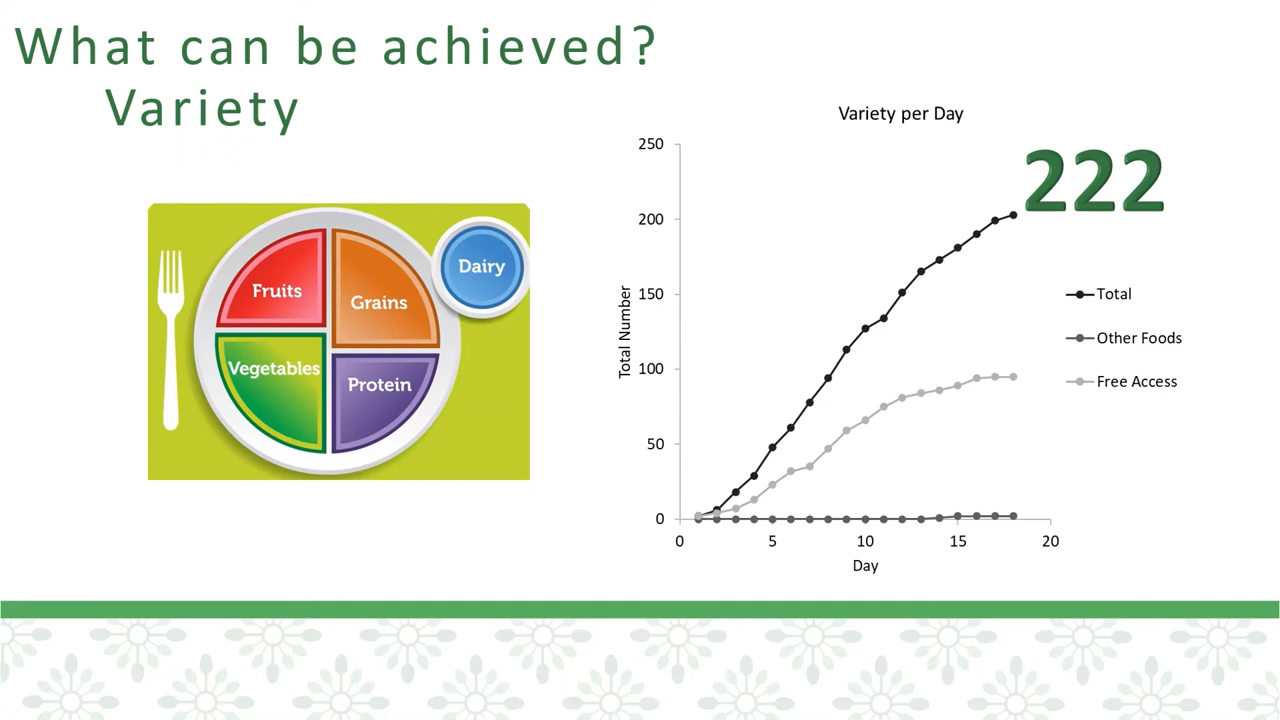 What can be achieved?
Variety
Fruits
Grains
Dairy
Vegetables
Protein
Variety per Day
222
250
200
150
100
50
0
Total Number
0 5 10 15 20
Day
Total
Other Foods
Free Access